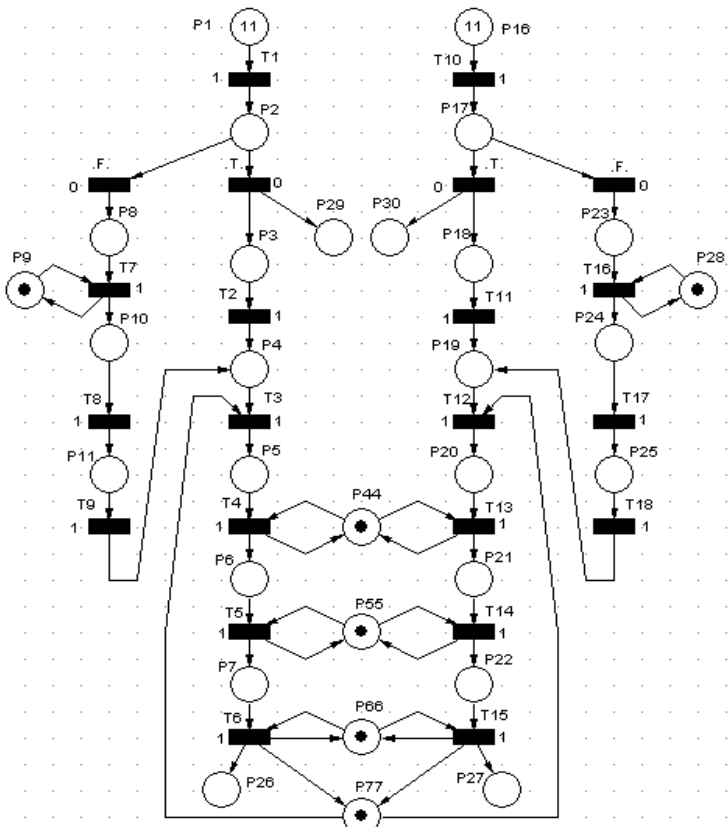 P1 11 11 P16
T1 T10
1 1
P2 P17
.F. .T. .T. .F.
0 0 0 0
P8 P29 P30 P23
P3 P18
P9 T7 T16 P28
1 1
P10 T2 T11 P24
1 1
P4 P19
T8 T3 T12 T17
1 1 1 1
P11 P5 P20 P25
T9 T4 P44 T13 T18
1 1 1 1
P6 P21
T5 P55 T14
1 1
P7 P22
T6 P66 T15
1 1
P26 P77 P27